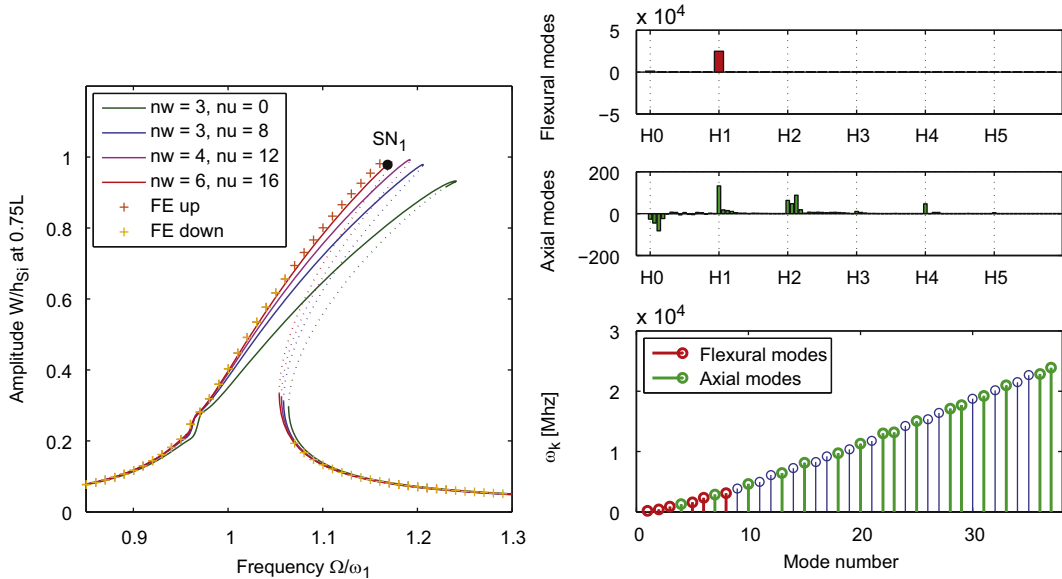 nw = 3, nu = 0
nw = 3, nu = 8
nw = 4, nu = 12
nw = 6, nu = 16
FE up
FE down
SN1
Amplitude W/hSi at 0.75L
1
0.8
0.6
0.4
0.2
0
0.9
1
1.1
1.2
1.3
Frequency Ω/ω1
x 10^4
Flexural modes
5
0
−5
H0
H1
H2
H3
H4
H5
Axial modes
200
0
−200
H0
H1
H2
H3
H4
H5
x 10^4
Flexural modes
Axial modes
ωk [Mhz]
3
2
1
0
0
10
20
30
Mode number